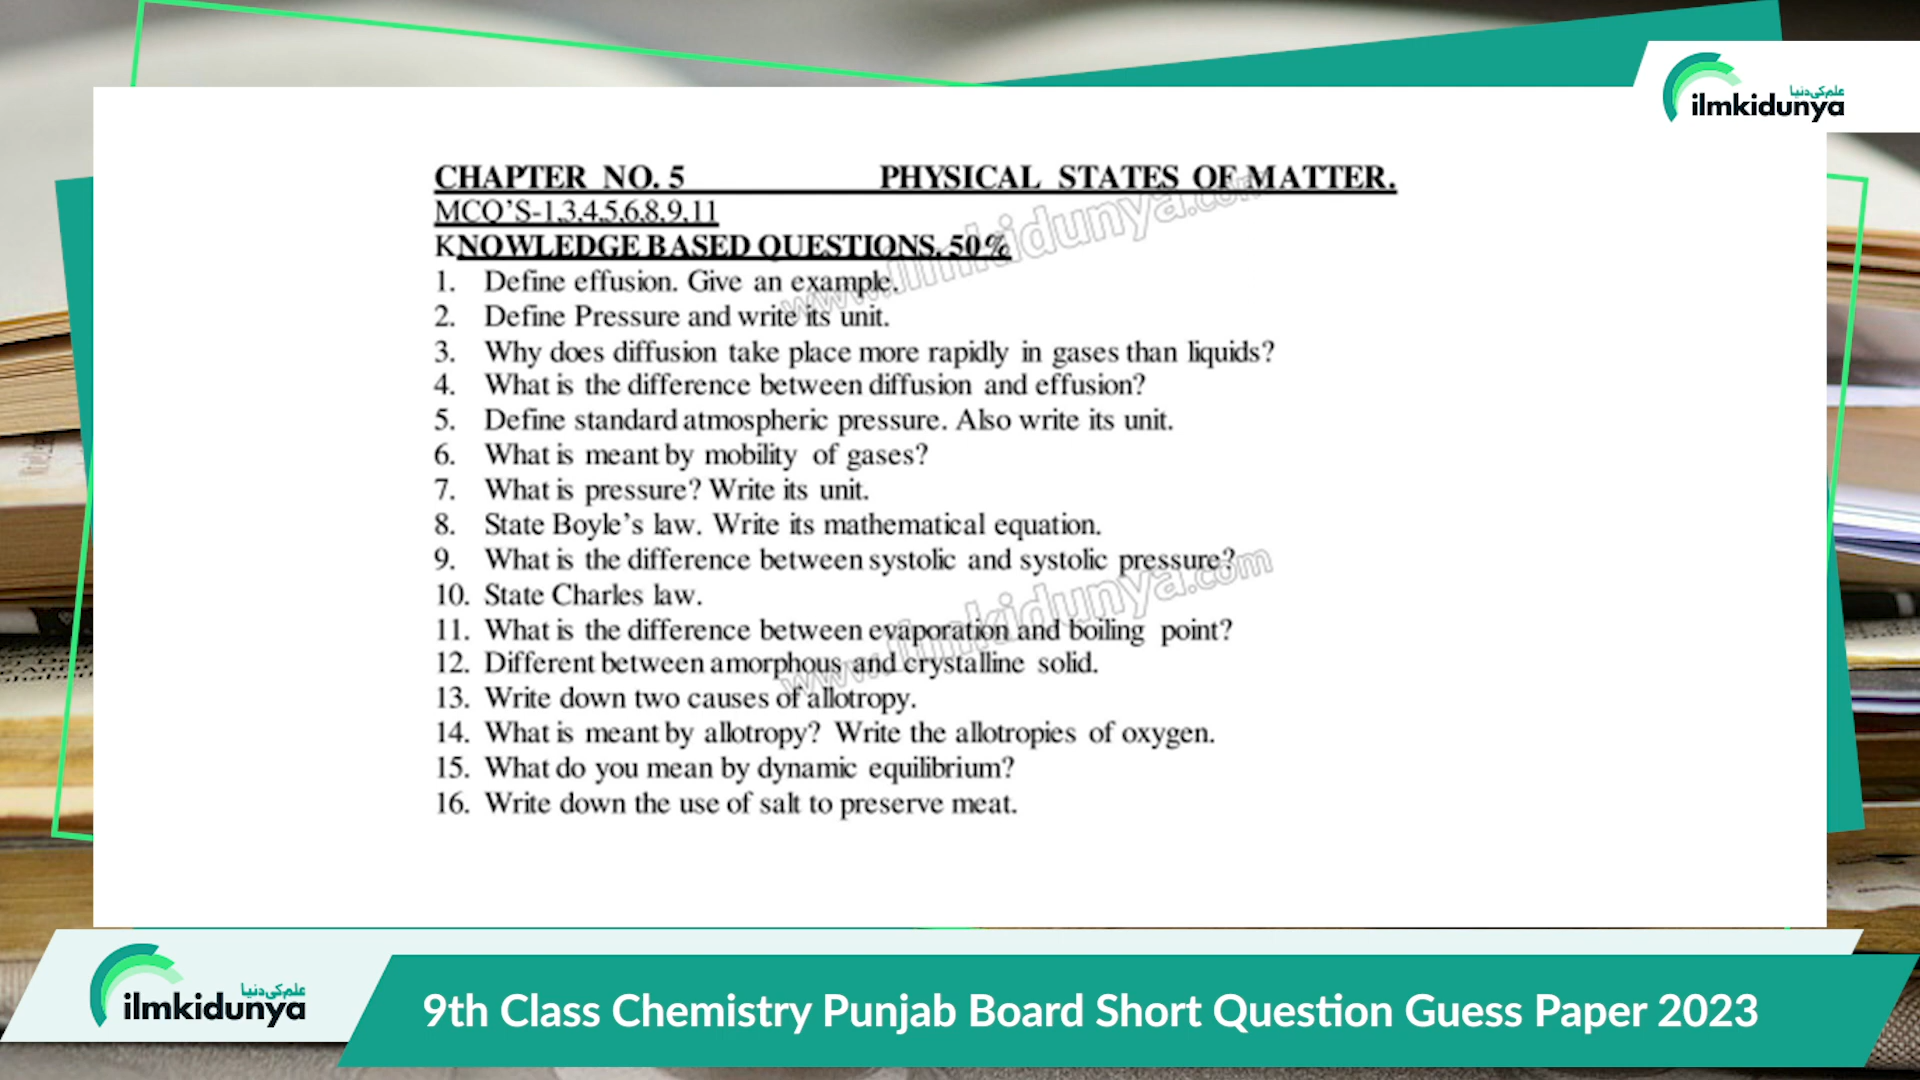 علم کی دنیا
ilmkidunya
CHAPTER NO. 5 PHYSICAL STATES OF MATTER.
MCQ'S-1,3,4,5,6,8,9,11
KNOWLEDGE BASED QUESTIONS. 50%
1. Define effusion. Give an example.
2. Define Pressure and write its unit.
3. Why does diffusion take place more rapidly in gases than liquids?
4. What is the difference between diffusion and effusion?
5. Define standard atmospheric pressure. Also write its unit.
6. What is meant by mobility of gases?
7. What is pressure? Write its unit.
8. State Boyle's law. Write its mathematical equation.
9. What is the difference between systolic and systolic pressure?
10. State Charles law.
11. What is the difference between evaporation and boiling point?
12. Different between amorphous and crystalline solid.
13. Write down two causes of allotropy.
14. What is meant by allotropy? Write the allotropies of oxygen.
15. What do you mean by dynamic equilibrium?
16. Write down the use of salt to preserve meat.
www.ilmkidunya.com
www.ilmkidunya.com
علم کی دنیا
ilmkidunya
9th Class Chemistry Punjab Board Short Question Guess Paper 2023